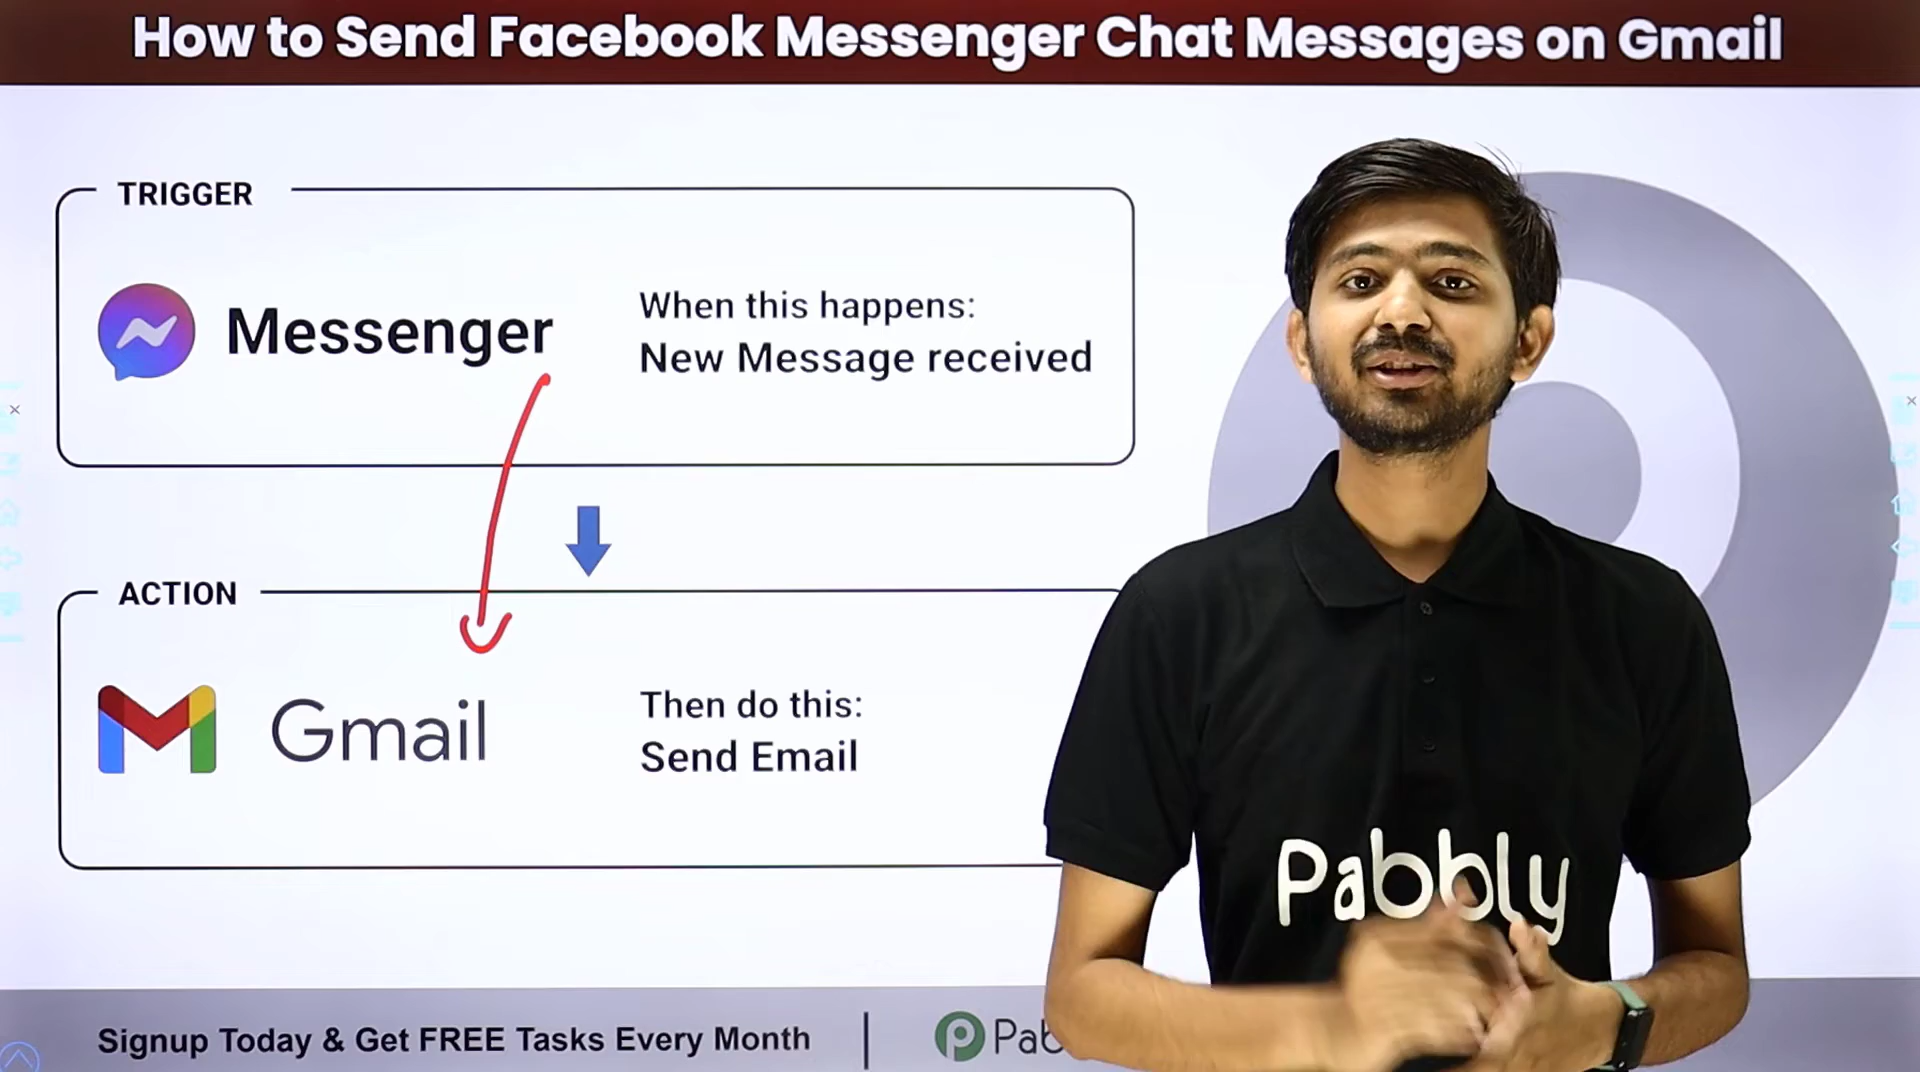 How to Send Facebook Messenger Chat Messages on Gmail
TRIGGER
Messenger
When this happens:
New Message received
ACTION
Gmail
Then do this:
Send Email
Pabbly
Signup Today & Get FREE Tasks Every Month
Pab